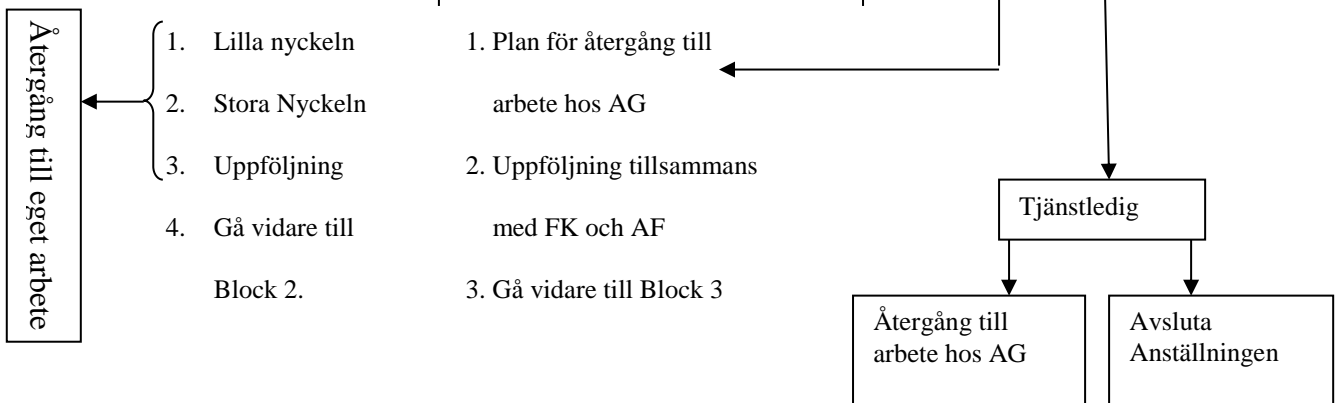 Återgång till eget arbete
1. Lilla nyckeln
2. Stora Nyckeln
3. Uppföljning
4. Gå vidare till
Block 2.
1. Plan för återgång till
arbete hos AG
2. Uppföljning tillsammans
med FK och AF
3. Gå vidare till Block 3
Tjänstledig
Återgång till
arbete hos AG
Avsluta
Anställningen